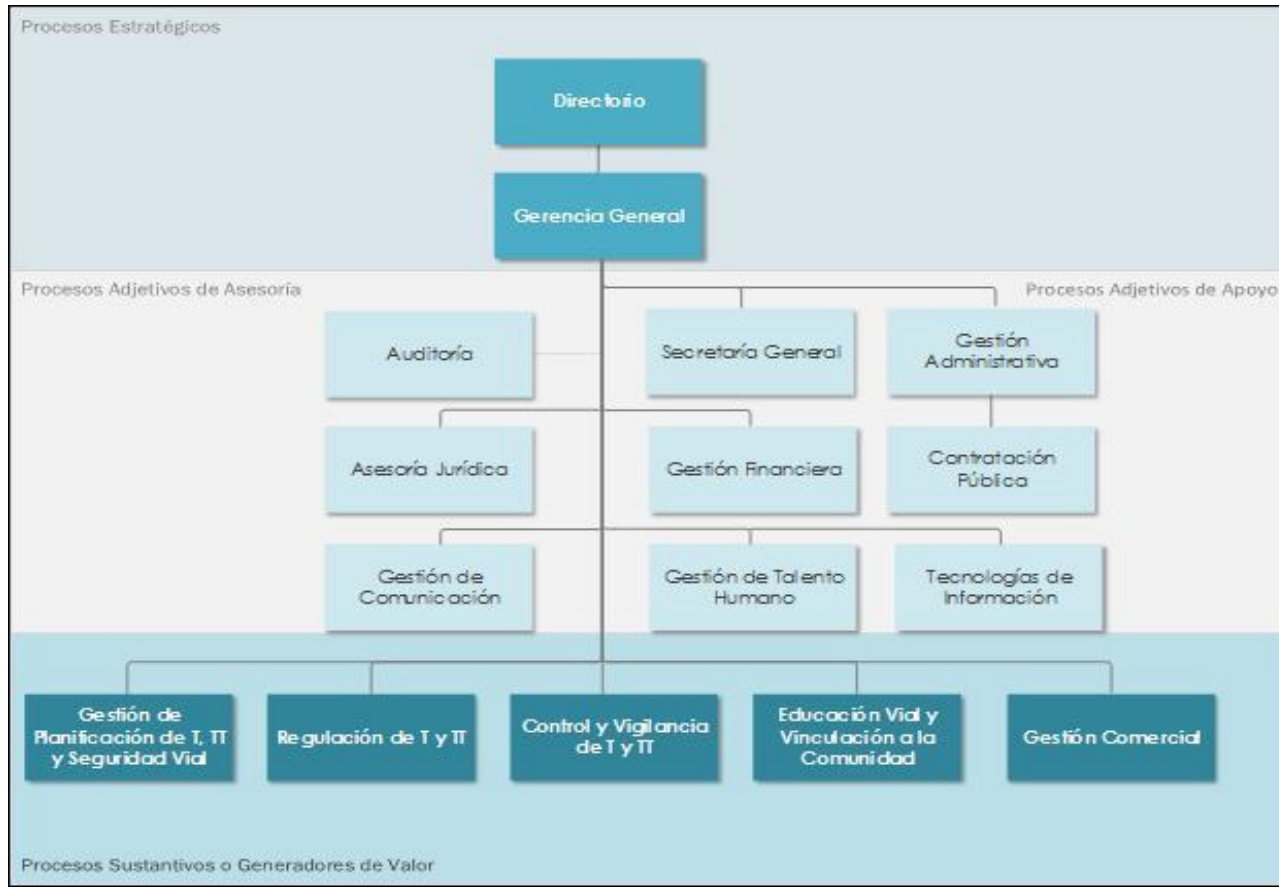 Procesos Estratégicos
Directorio
Gerencia General
Procesos Adjetivos de Asesoría
Procesos Adjetivos de Apoyo
Auditoría
Secretaría General
Gestión
Administrativa
Asesoría Jurídica
Gestión Financiera
Contratación
Pública
Gestión de
Comunicación
Gestión de Talento
Humano
Tecnologías de
Información
Gestión de
Planificación de T, TT
y Seguridad Vial
Regulación de T y TT
Control y Vigilancia
de T y TT
Educación Vial y
Vinculación a la
Comunidad
Gestión Comercial
Procesos Sustantivos o Generadores de Valor